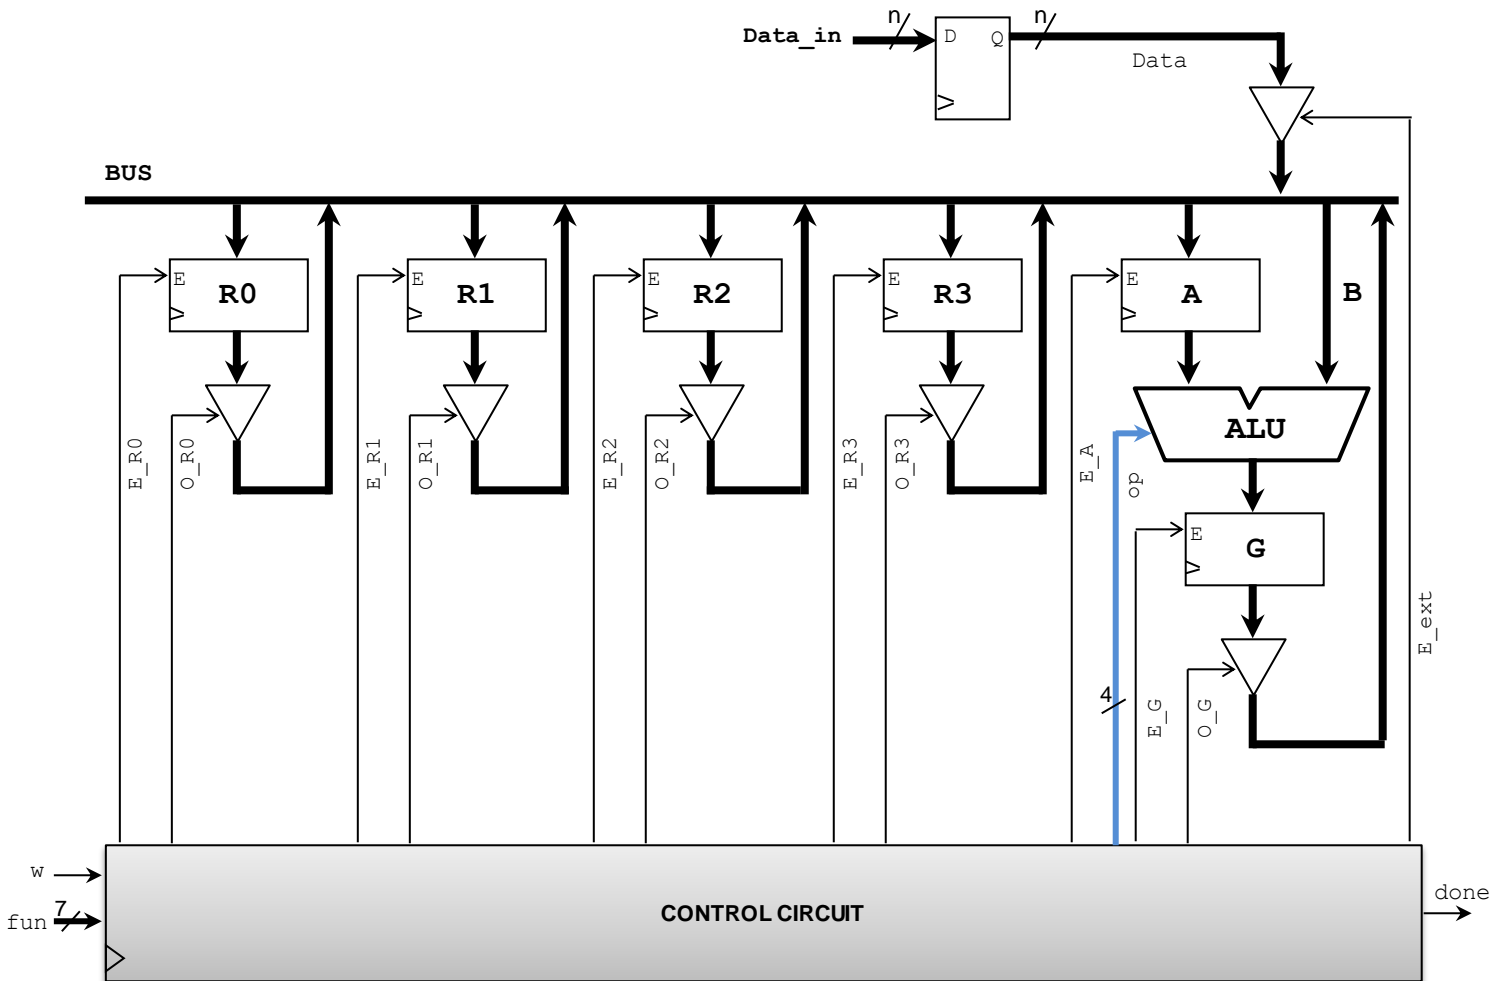 n n
Data_in D Q
Data
BUS
E R0
E R1
E R2
E R3
E A
B
E_R0
O_R0
E_R1
O_R1
E_R2
O_R2
E_R3
O_R3
E_A
op
ALU
E G
4
E_G
O_G
E_ext
w
fun 7
CONTROL CIRCUIT
done